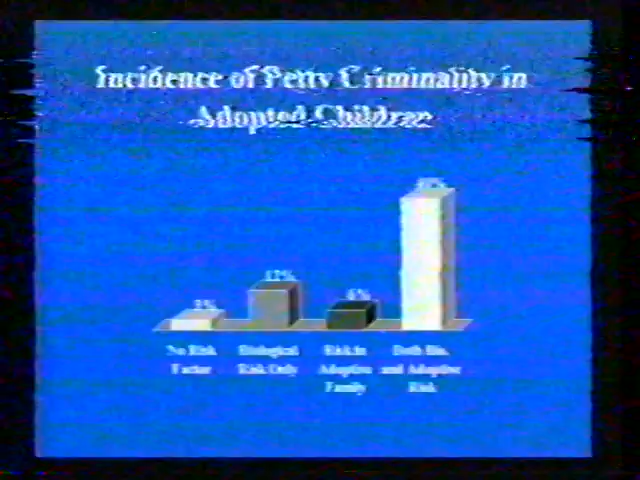 Incidence of Petty Criminality in
Adopted Children
3%
12%
6%
No Risk
Factor
Biological
Risk Only
Risk In
Adoptive
Family
Both Bio.
and Adoptive
Risk